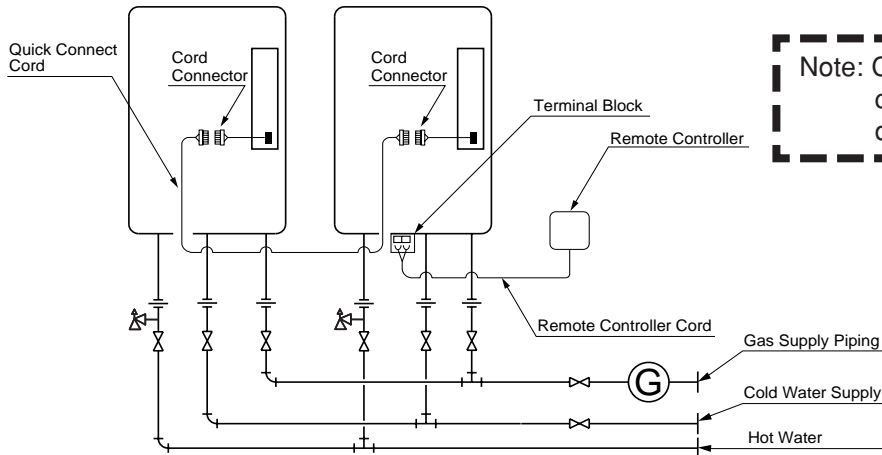 Quick Connect
Cord
Cord
Connector
Cord
Connector
Terminal Block
Remote Controller
Note:
Remote Controller Cord
Gas Supply Piping
G
Cold Water Supply
Hot Water